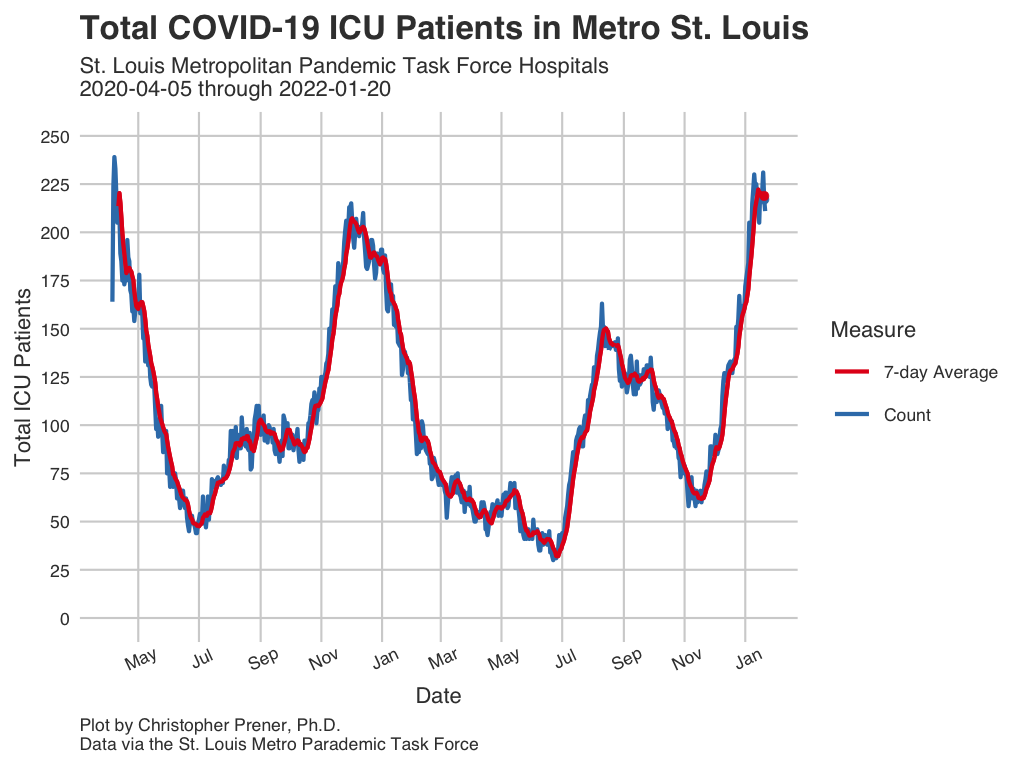 Total COVID-19 ICU Patients in Metro St. Louis
St. Louis Metropolitan Pandemic Task Force Hospitals
2020-04-05 through 2022-01-20
250
225
200
175
150
125
100
75
50
25
0
Total ICU Patients
May
Jul
Sep
Nov
Jan
Mar
May
Jul
Sep
Nov
Jan
Date
Measure
7-day Average
Count
Plot by Christopher Prener, Ph.D.
Data via the St. Louis Metro Parademic Task Force